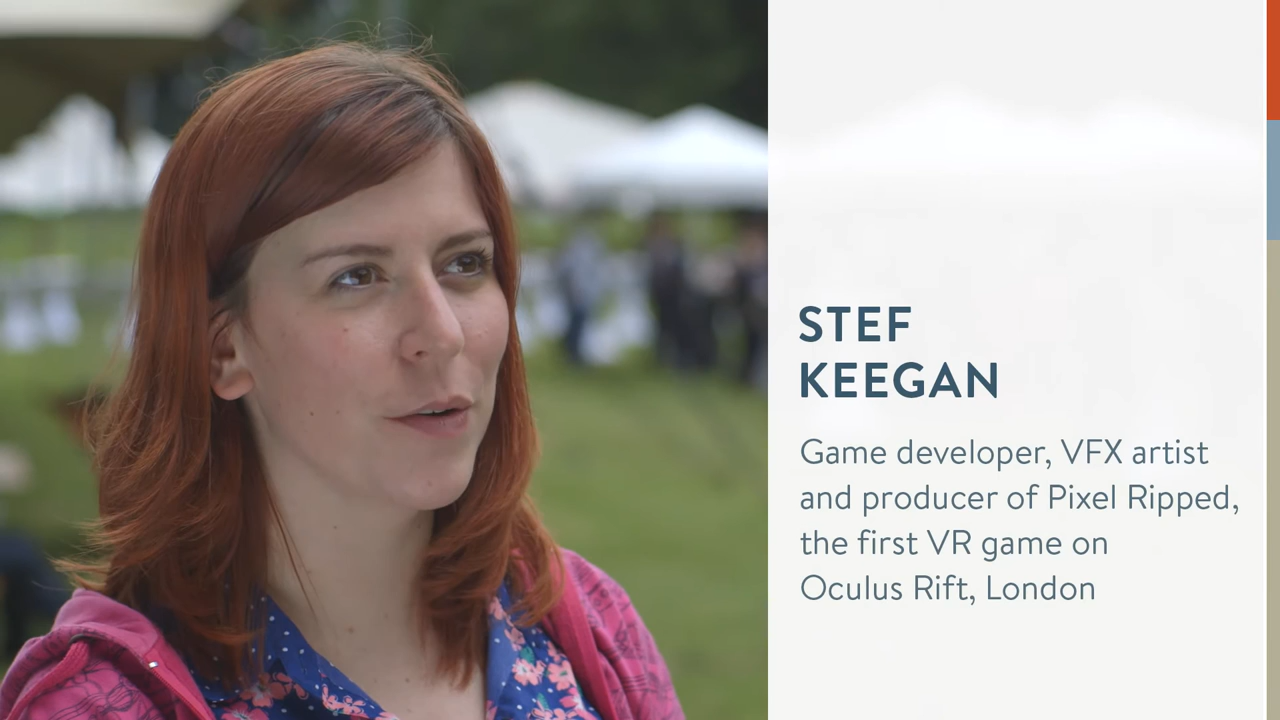 STEF
KEEGAN
Game developer, VFX artist
and producer of Pixel Ripped,
the first VR game on
Oculus Rift, London